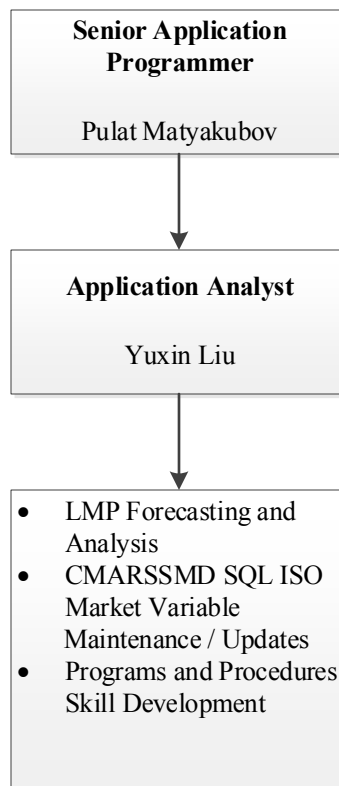 Senior Application
Programmer
Pulat Matyakubov
Application Analyst
Yuxin Liu
• LMP Forecasting and
Analysis
• CMARSSMD SQL ISO
Market Variable
Maintenance / Updates
• Programs and Procedures
Skill Development